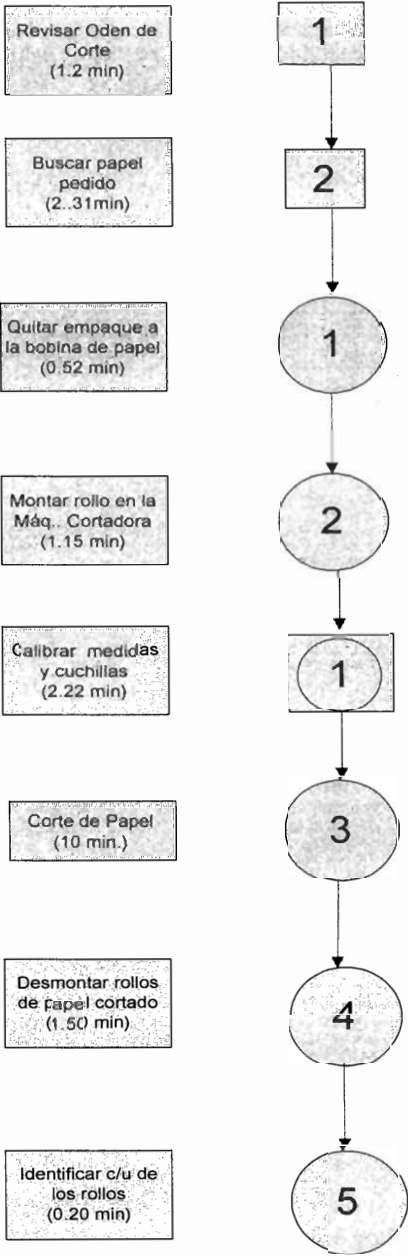 Revisar Oden de
Corte
(1.2 min)
1
Buscar papel
pedido
(2..31min)
2
Quitar empaque a
la bobina de papel
(0.52 min)
1
Montar rollo en la
Máq.. Cortadora
(1.15 min)
2
Calibrar medidas
y cuchillas
(2.22 min)
1
Corte de Papel
(10 min.)
3
Desmontar rollos
de papel cortado
(1.50 min)
4
Identificar c/u de
los rollos
(0.20 min)
5